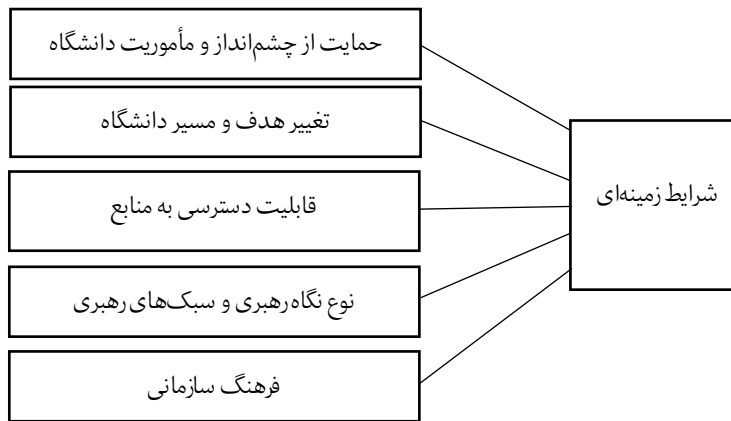 حمایت از چشم‌انداز و مأموریت دانشگاه
تغییر هدف و مسیر دانشگاه
شرایط زمینه‌ای
قابلیت دسترسی به منابع
نوع نگاه رهبری و سبک‌های رهبری
فرهنگ سازمانی